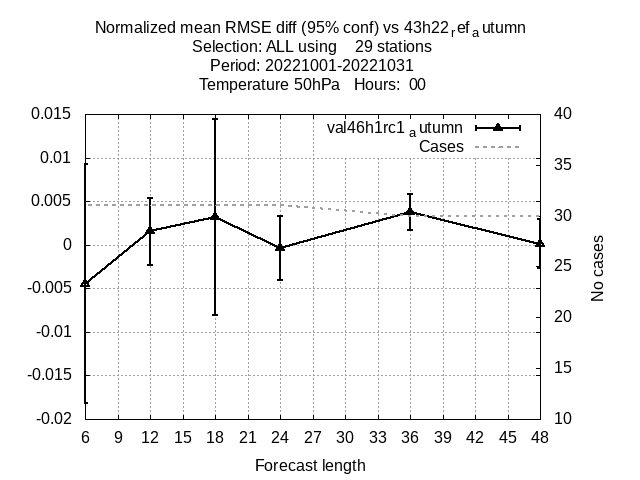 Normalized mean RMSE diff (95% conf) vs 43h22refautumn
Selection: ALL using 29 stations
Period: 20221001-20221031
Temperature 50hPa Hours: 00
val46h1rc1autumn
Cases
0.015
0.01
0.005
0
-0.005
-0.01
-0.015
-0.02
40
35
30
25
20
15
10
No cases
6 9 12 15 18 21 24 27 30 33 36 39 42 45 48
Forecast length